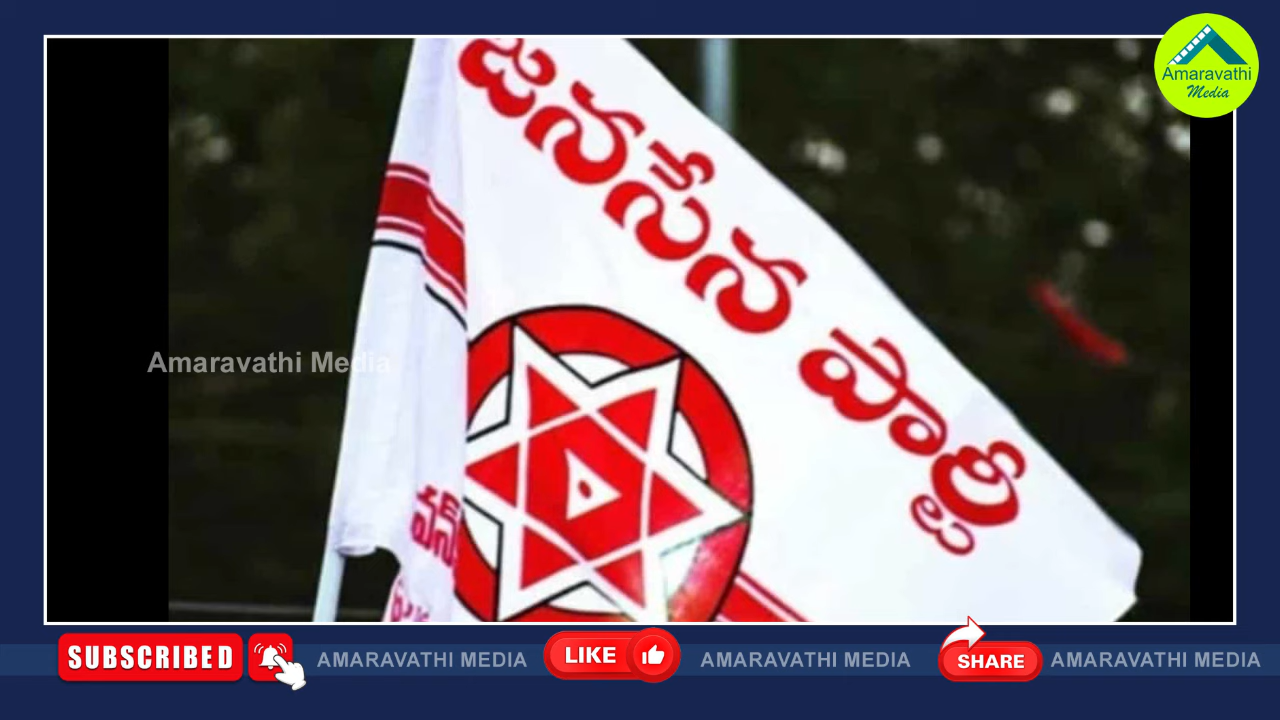 Amaravathi
Media
జనసేన పార్టీ
Amaravathi Media
SUBSCRIBED
AMARAVATHI MEDIA
LIKE
AMARAVATHI MEDIA
SHARE
AMARAVATHI MEDIA